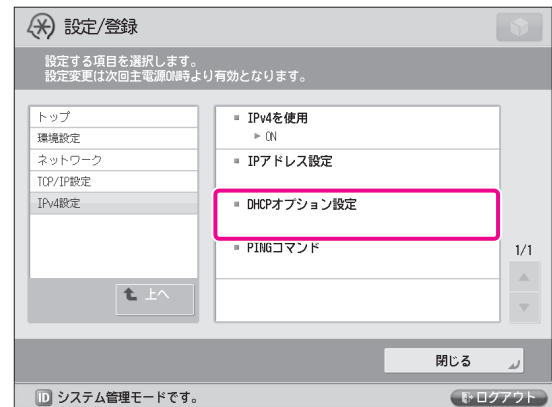 設定/登録
設定する項目を選択します。
設定変更は次回主電源ON時より有効となります。
トップ
環境設定
ネットワーク
TCP/IP設定
IPv4設定
上へ
IPv4を使用
ON
IPアドレス設定
DHCPオプション設定
PINGコマンド
1/1
閉じる
ID システム管理モードです。
ログアウト